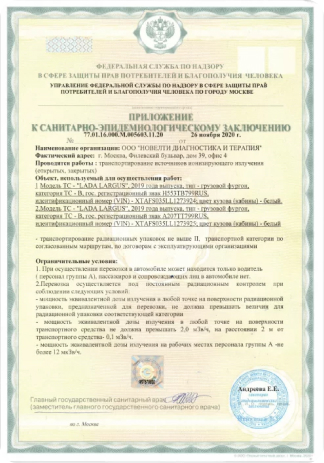 ФЕДЕРАЛЬНАЯ СЛУЖБА ПО НАДЗОРУ
В СФЕРЕ ЗАЩИТЫ ПРАВ ПОТРЕБИТЕЛЕЙ И БЛАГОПОЛУЧИЯ ЧЕЛОВЕКА
УПРАВЛЕНИЕ ФЕДЕРАЛЬНОЙ СЛУЖБЫ ПО НАДЗОРУ В СФЕРЕ ЗАЩИТЫ ПРАВ
ПОТРЕБИТЕЛЕЙ И БЛАГОПОЛУЧИЯ ЧЕЛОВЕКА ПО ГОРОДУ МОСКВЕ
ПРИЛОЖЕНИЕ
К САНИТАРНО-ЭПИДЕМИОЛОГИЧЕСКОМУ ЗАКЛЮЧЕНИЮ
77.01.16.000.М.005603.11.20 26 ноября 2020 г.
Наименование организации: ООО "НОВЕЛТИ ДИАГНОСТИКА И ТЕРАПИЯ"
Фактический адрес: г. Москва, Филевский бульвар, дом 39, офис 4
Проводятся работы : транспортирование источников ионизирующего излучения
(открытых, закрытых)
Объект, используемый для осуществления работ:
1 Модель ТС - "LADA LARGUS", 2019 года выпуска, тип - грузовой фургон,
категория ТС - В, гос. регистрационный знак Н553ТВ799RUS,
идентификационный номер (VIN) - XTAFS035LL1273924; цвет кузова (кабины) - белый.
2 Модель ТС - "LADA LARGUS", 2019 года выпуска, тип - грузовой фургон,
категория ТС - В, гос. регистрационный знак А207ТТ799RUS,
идентификационный номер (VIN) - XTAFS035LL1273225; цвет кузова (кабины) - белый
- транспортирование радиационных упаковок не выше II, транспортной категории по
согласованным маршрутам, по договорам с эксплуатирующими организациями
Ограничительные условия:
1. При осуществлении перевозки в автомобиле может находится только водитель
( персонал группа А), пассажиров и сопровождающих лиц в автомобиле нет.
2.Перевозка осуществляется под постоянным радиационным контролем при
соблюдении следующих условий:
- мощность эквивалентной дозы излучения в любой точке на поверхности радиационной
упаковки, предназначенной для перевозки, не должна превышать величин для
радиационной упаковки соответствующей категории
- мощность эквивалентной дозы излучения в любой точке на поверхности
транспортного средства не должна превышать 2,0 мЗв/ч, на расстоянии 2 м от
транспортного средства- 0,1 мЗв/ч.
- мощность эквивалентной дозы излучения на рабочих местах персонала группы А -не
более 12 мкЗв/ч.
Андреева Е.Е.
Главный государственный санитарный врач
(заместитель главного государственного санитарного врача)
по г. Москве